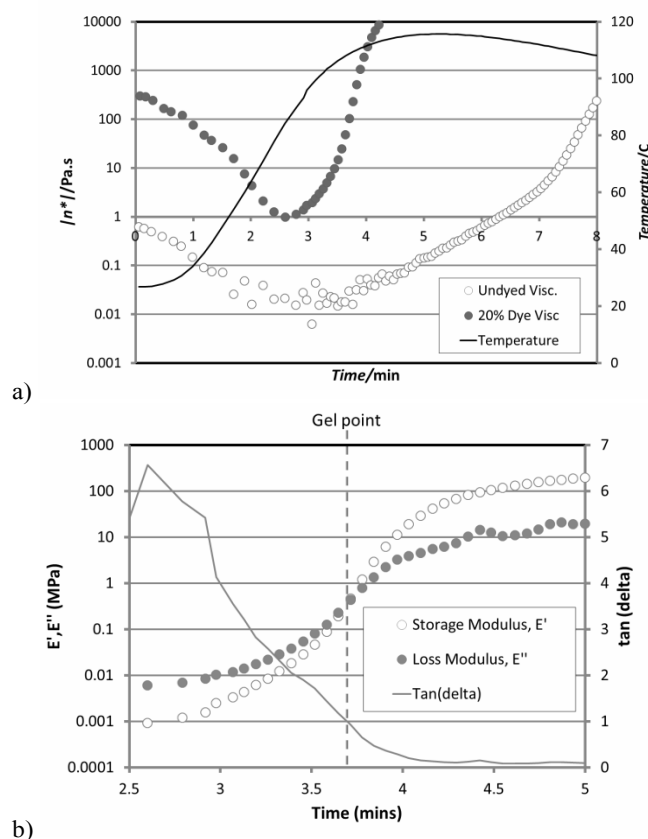 10000
1000
100
10
1
0.1
0.01
0.001
|n*|/Pa.s
120
100
80
60
40
20
0
Temperature/C
0 1 2 3 4 5 6 7 8
Undyed Visc.
20% Dye Visc
Temperature
Time/min
a)
Gel point
1000
100
10
1
0.1
0.01
0.001
0.0001
E',E'' (MPa)
7
6
5
4
3
2
1
0
tan (delta)
Storage Modulus, E'
Loss Modulus, E''
Tan(delta)
2.5 3 3.5 4 4.5 5
Time (mins)
b)